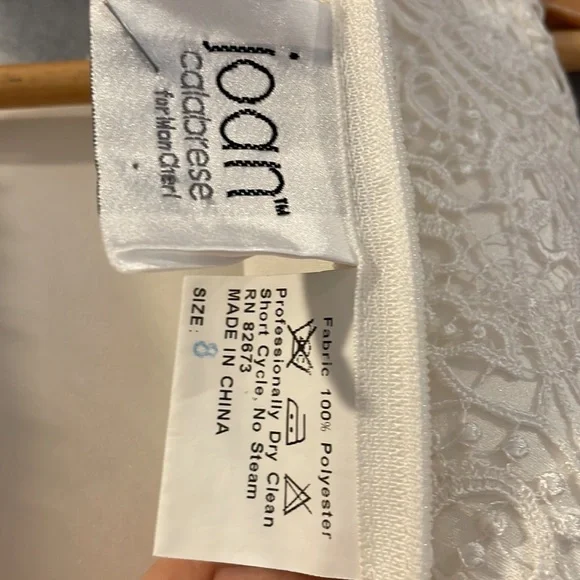 joan™
calabrese
for Mon Cheri
Fabric 100% Polyester
Professionally Dry Clean
Short Cycle, No Steam
RN 82673
MADE IN CHINA
SIZE: 8